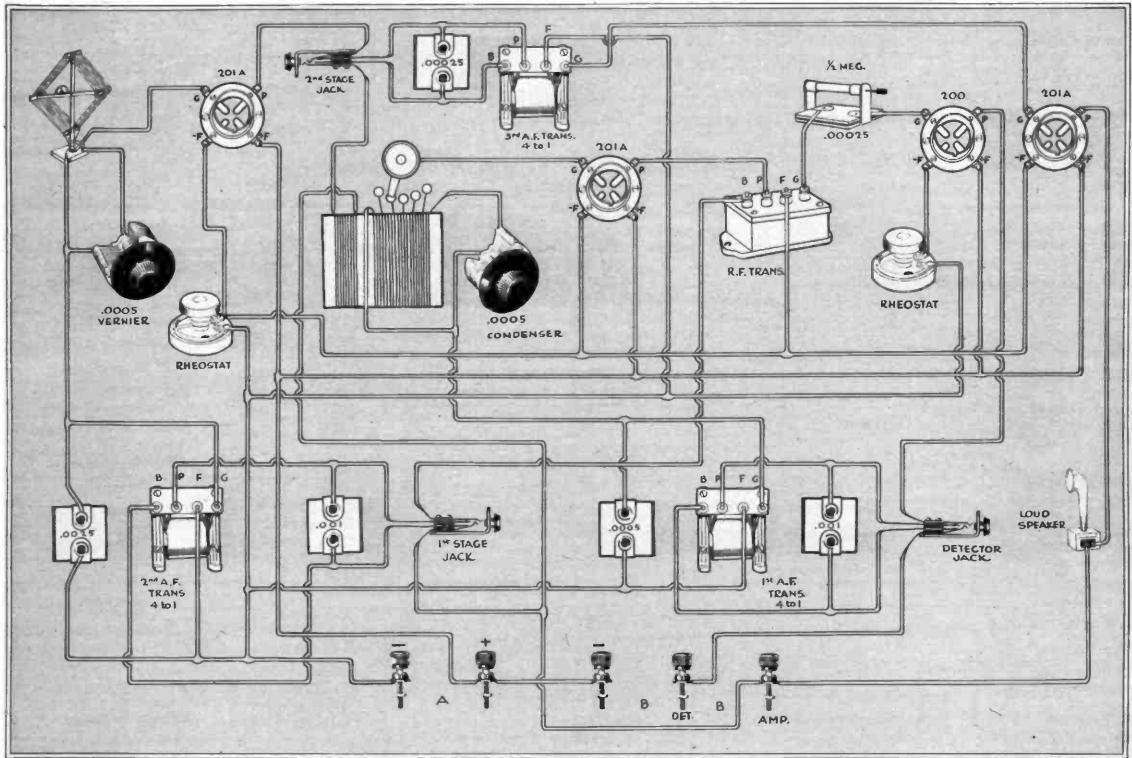 201A
G
P
-F
+F
.0005
VERNIER
RHEOSTAT
2nd STAGE
JACK
.00025
B
P
F
G
3RD A.F. TRANS.
4 to 1
.0005
CONDENSER
201A
G
P
-F
+F
B
P
F
G
R.F. TRANS.
½ MEG.
.00025
200
G
P
-F
+F
RHEOSTAT
201A
G
P
-F
+F
.0025
B
P
F
G
2nd A.F.
TRANS
4 to 1
.001
1ST STAGE
JACK
.0005
B
P
F
G
1st A.F.
TRANS.
4 to 1
.001
DETECTOR
JACK
LOUD
SPEAKER
−
+
−
A
B
DET.
B
AMP.